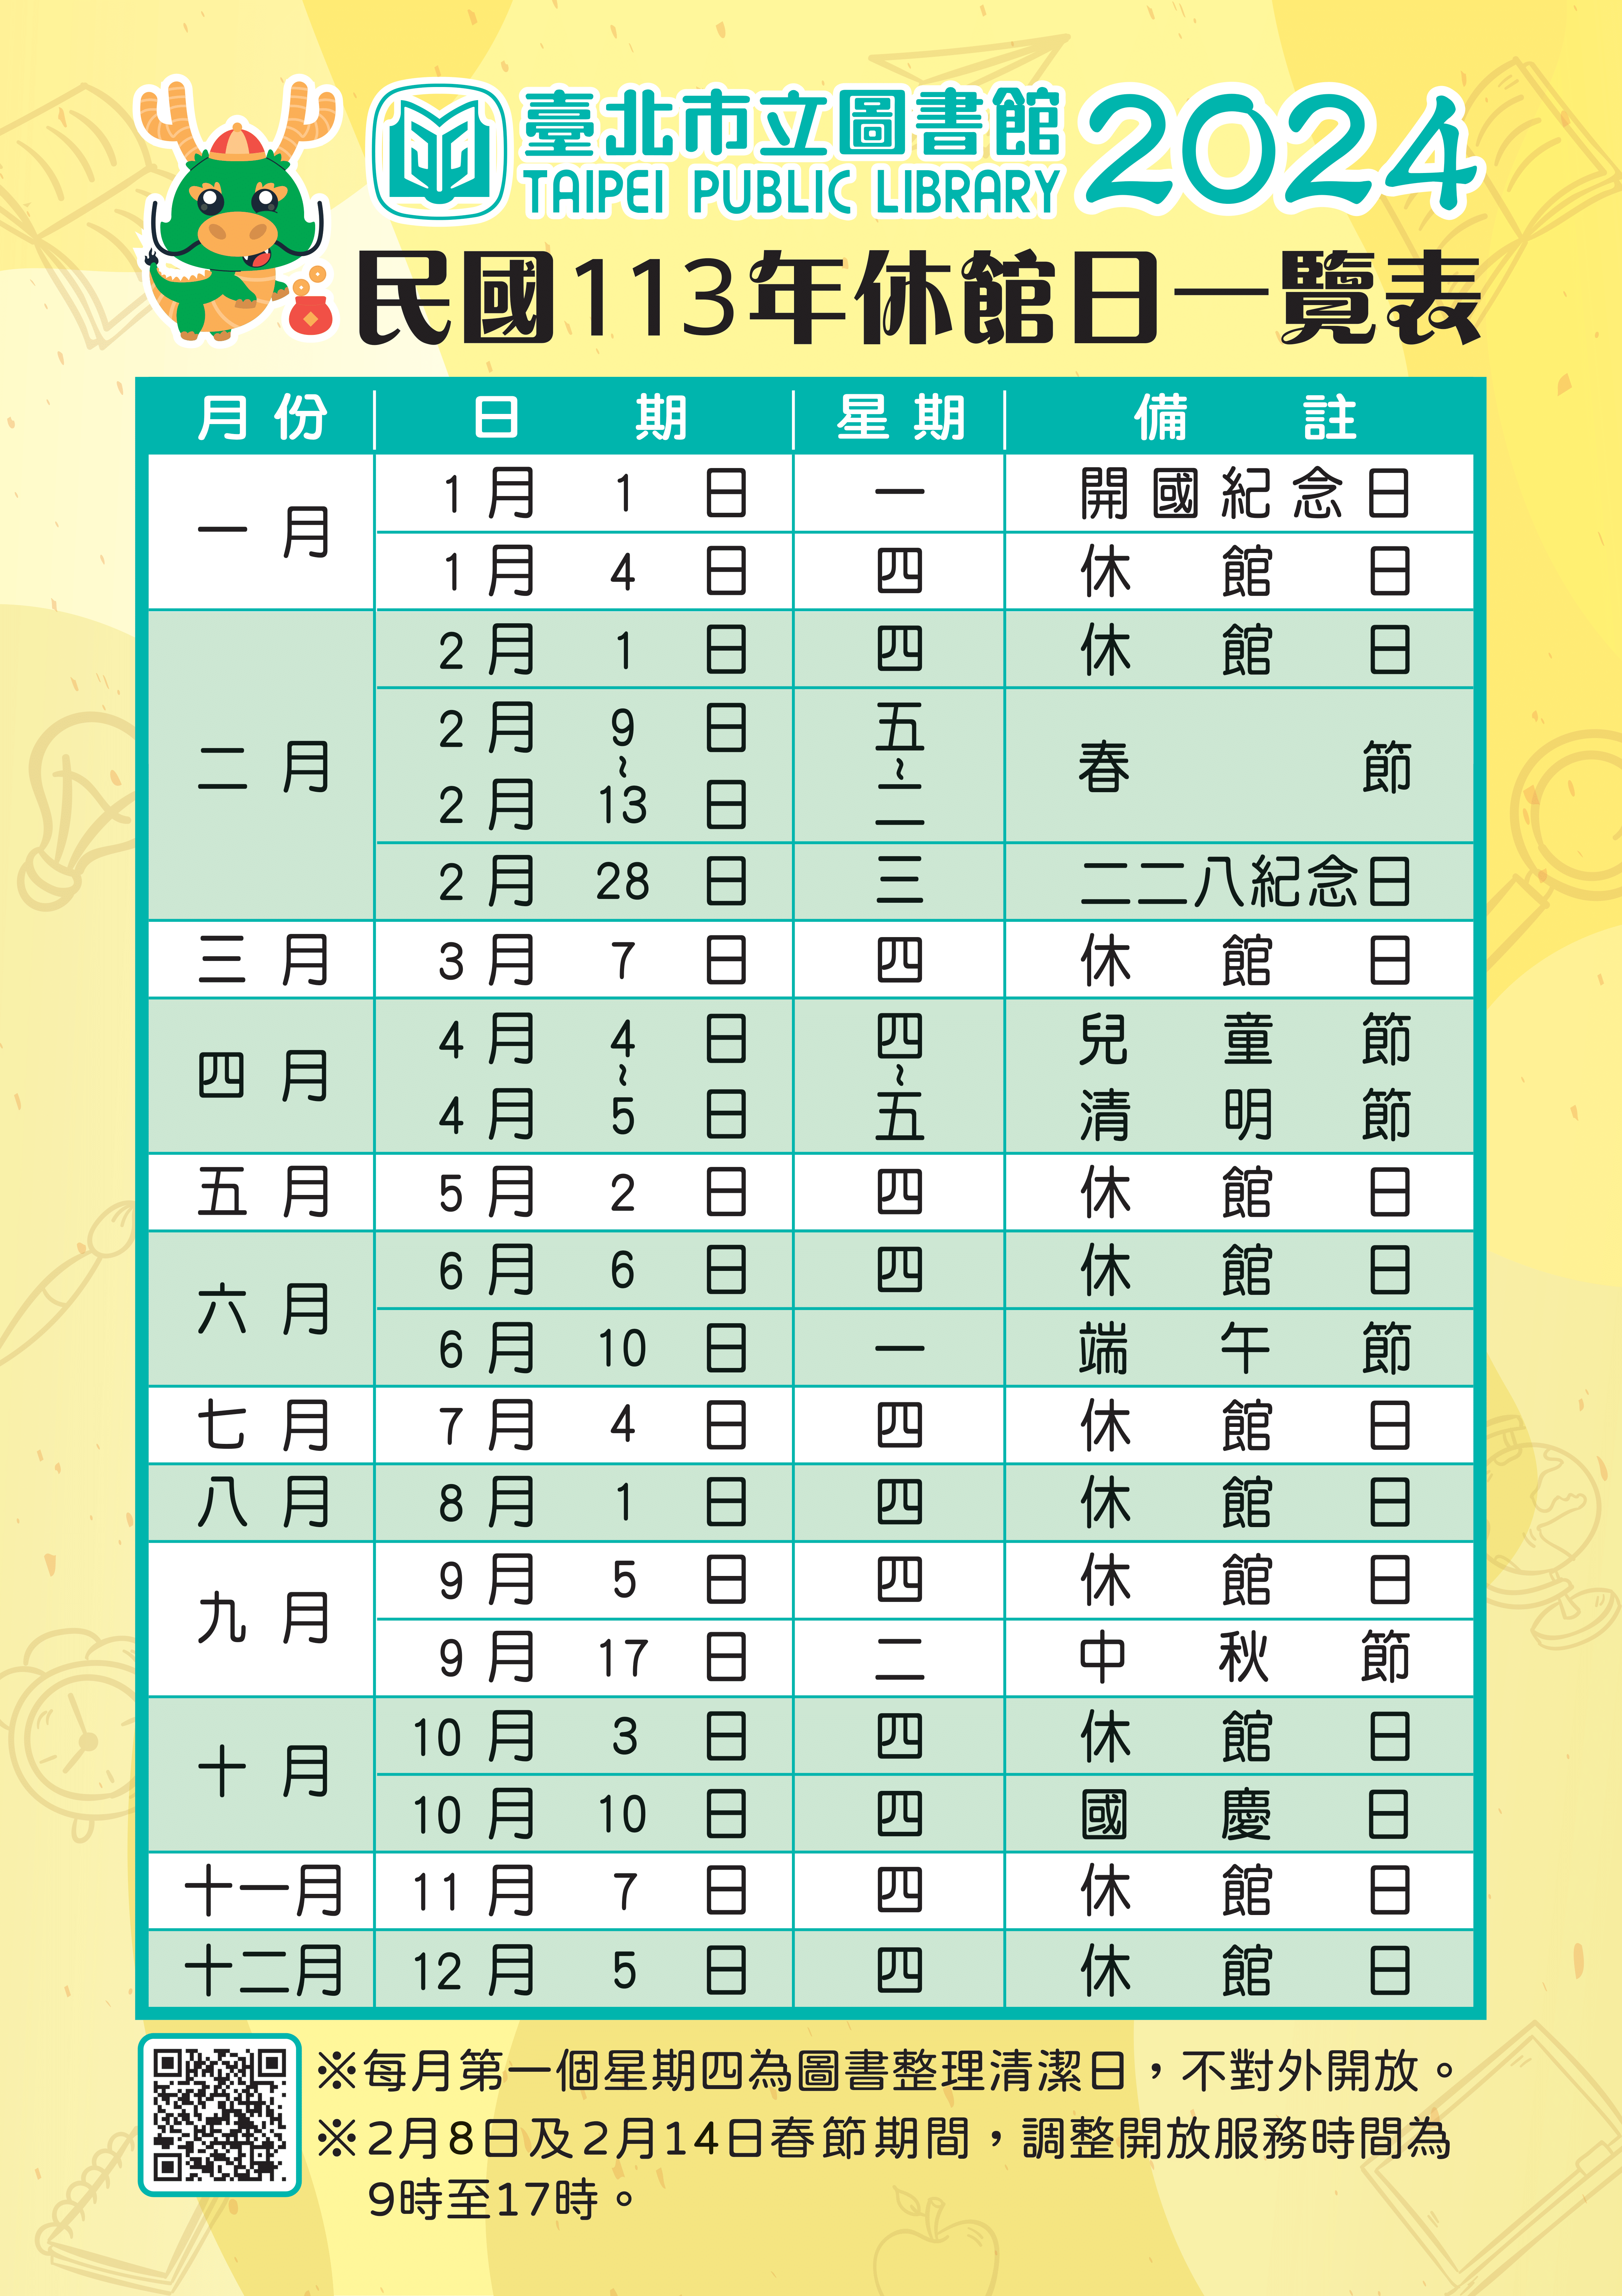 臺北市立圖書館 2024
TAIPEI PUBLIC LIBRARY
民國113年休館日一覽表
月份 日期 星期 備註
一月 1月1日 一 開國紀念日
1月4日 四 休館日
二月 2月1日 四 休館日
2月9日 五 春節
~ ~
2月13日 二
2月28日 三 二二八紀念日
三月 3月7日 四 休館日
四月 4月4日 四 兒童節
~ ~
4月5日 五 清明節
五月 5月2日 四 休館日
六月 6月6日 四 休館日
6月10日 一 端午節
七月 7月4日 四 休館日
八月 8月1日 四 休館日
九月 9月5日 四 休館日
9月17日 二 中秋節
十月 10月3日 四 休館日
10月10日 四 國慶日
十一月 11月7日 四 休館日
十二月 12月5日 四 休館日
※每月第一個星期四為圖書整理清潔日，不對外開放。
※2月8日及2月14日春節期間，調整開放服務時間為
9時至17時。